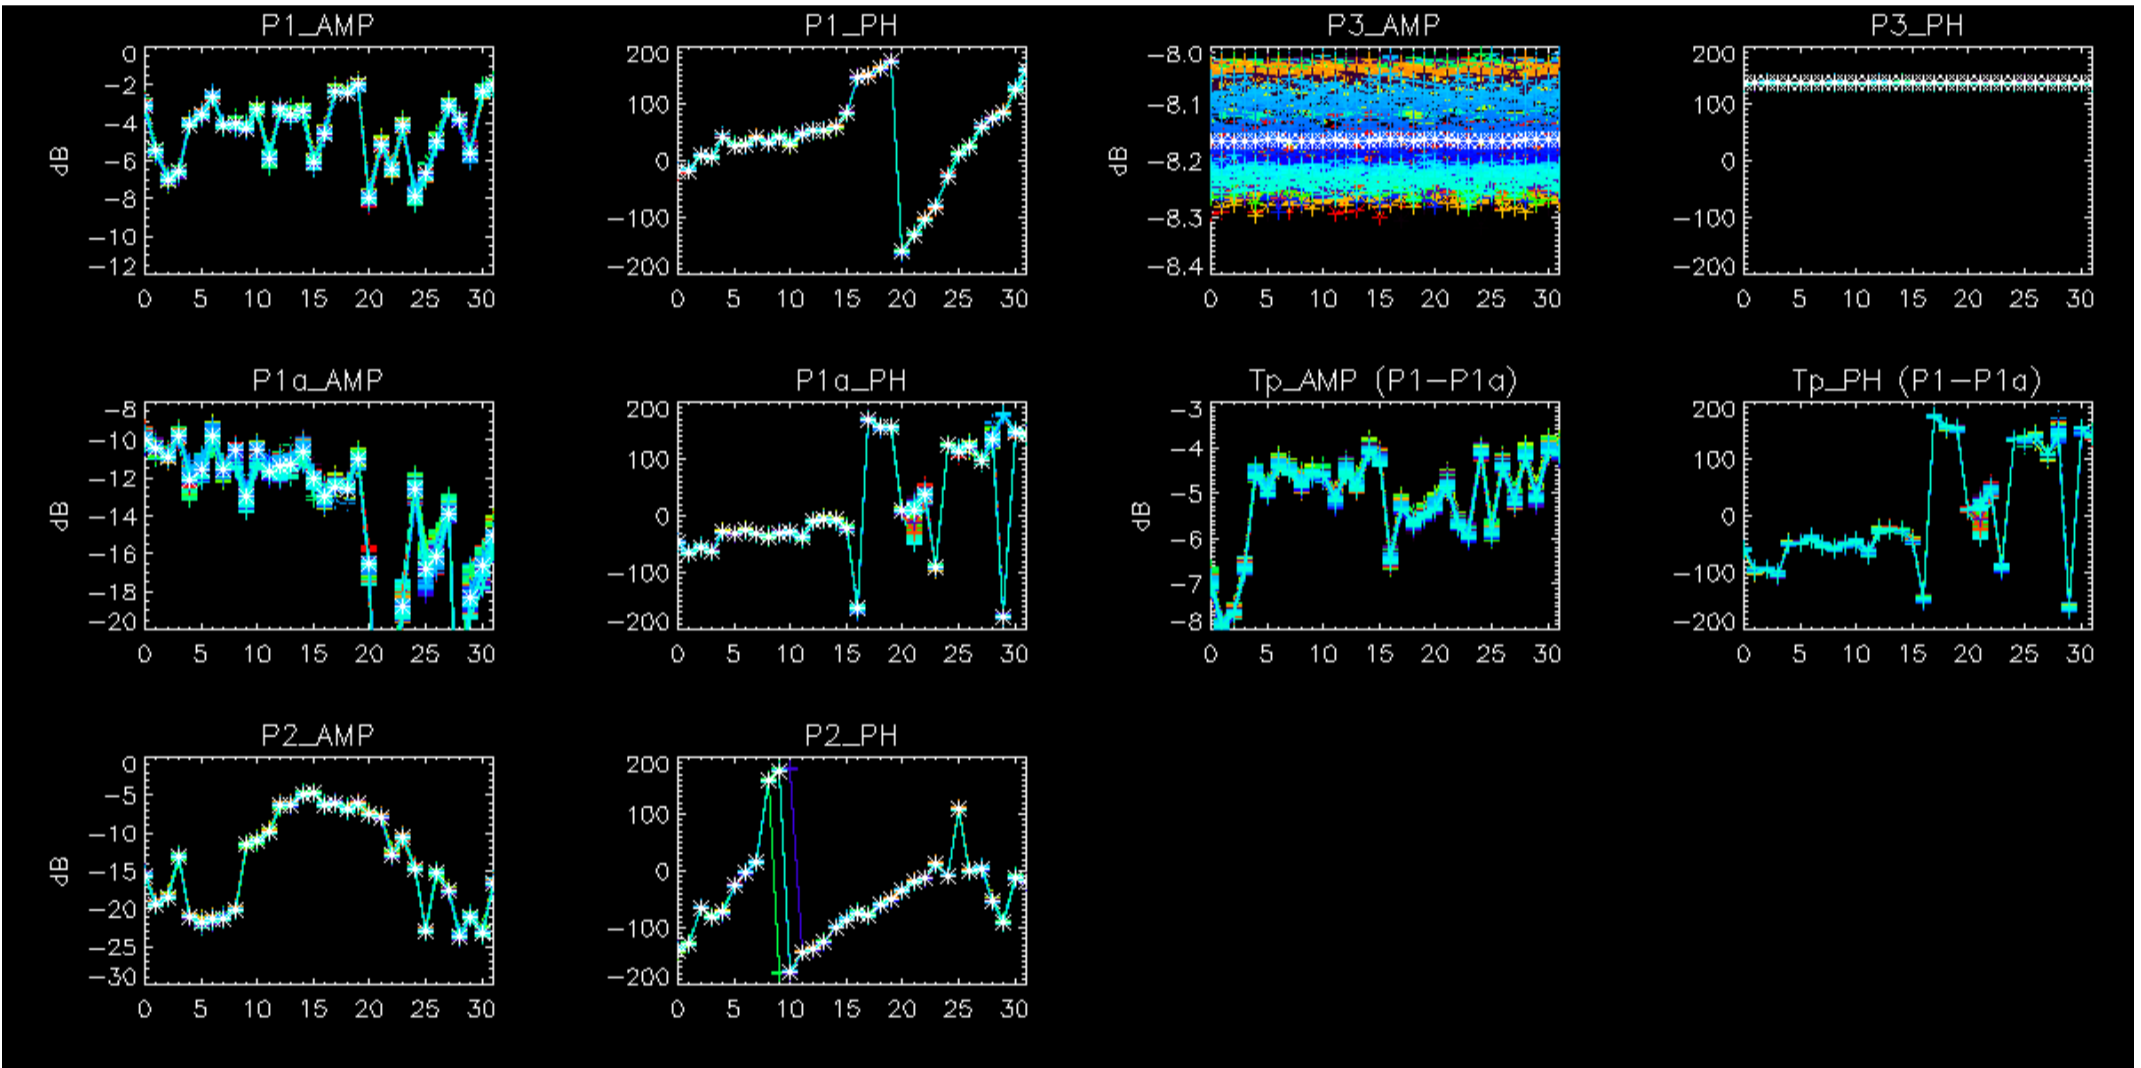 P1_AMP
P1_PH
P3_AMP
P3_PH
0
-2
-4
-6
-8
-10
-12
dB
0 5 10 15 20 25 30
200
100
0
-100
-200
0 5 10 15 20 25 30
-8.0
-8.1
-8.2
-8.3
-8.4
dB
0 5 10 15 20 25 30
200
100
0
-100
-200
0 5 10 15 20 25 30
P1a_AMP
P1a_PH
Tp_AMP (P1-P1a)
Tp_PH (P1-P1a)
-8
-10
-12
-14
-16
-18
-20
dB
0 5 10 15 20 25 30
200
100
0
-100
-200
0 5 10 15 20 25 30
-3
-4
-5
-6
-7
-8
dB
0 5 10 15 20 25 30
200
100
0
-100
-200
0 5 10 15 20 25 30
P2_AMP
P2_PH
0
-5
-10
-15
-20
-25
-30
dB
0 5 10 15 20 25 30
200
100
0
-100
-200
0 5 10 15 20 25 30